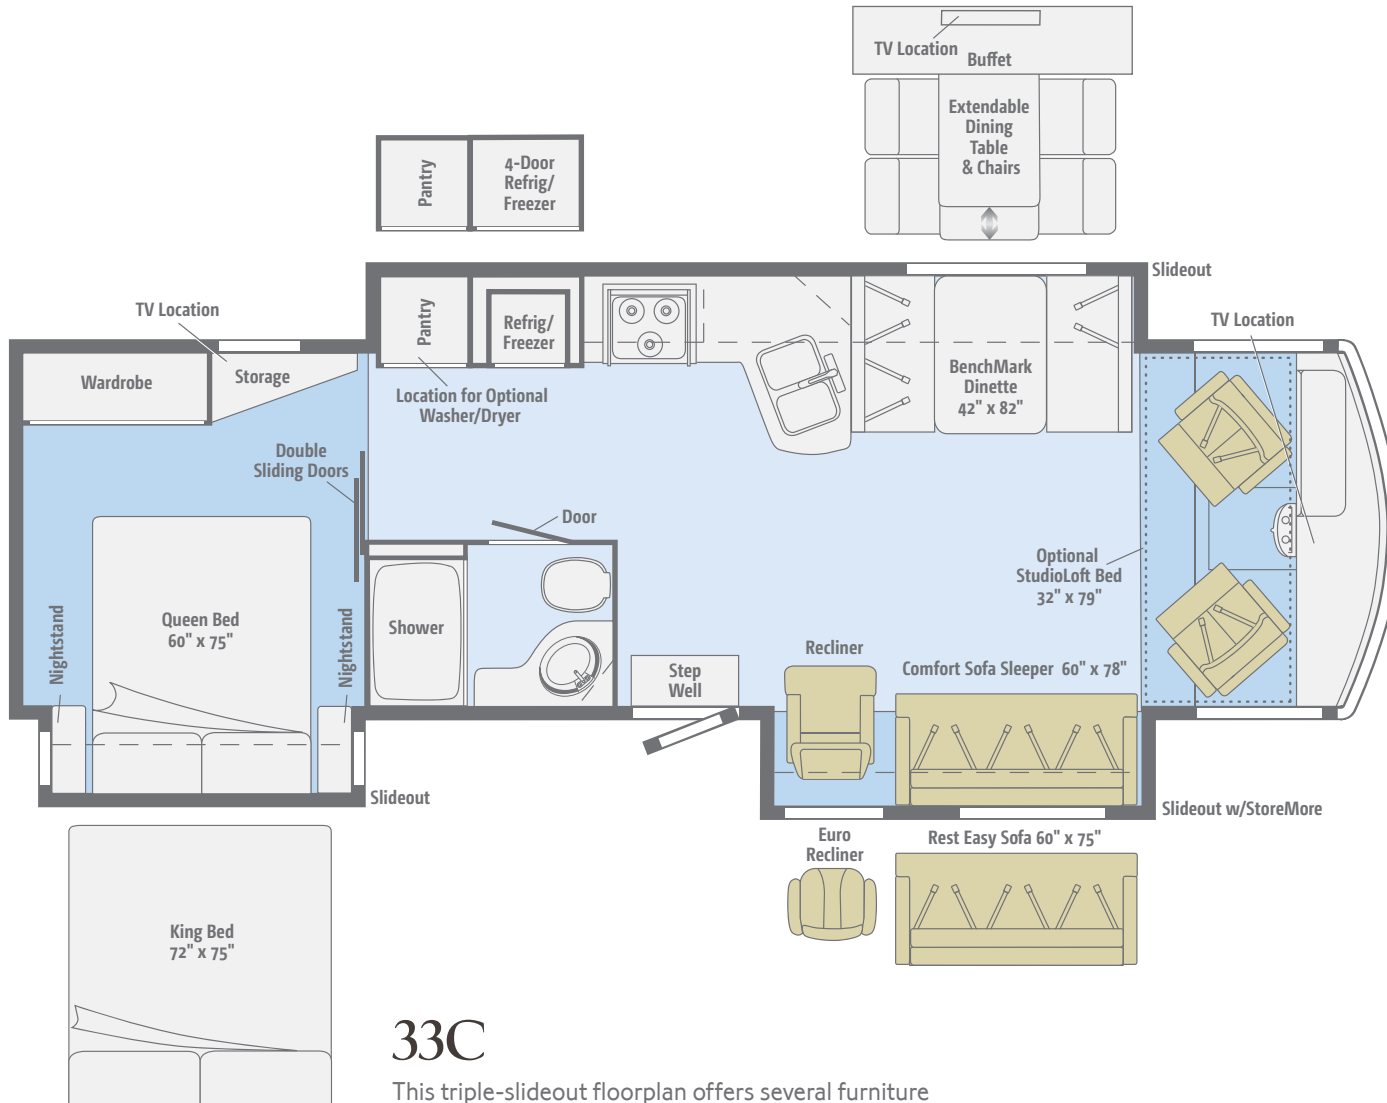 TV Location
Buffet
Extendable
Dining
Table
& Chairs
Pantry
4-Door
Refrig/
Freezer
Slideout
TV Location
TV Location
Pantry
Refrig/
Freezer
Wardrobe
Storage
BenchMark
Dinette
42" x 82"
Location for Optional
Washer/Dryer
Double
Sliding Doors
Door
Optional
StudioLoft Bed
32" x 79"
Queen Bed
60" x 75"
Nightstand
Nightstand
Shower
Recliner
Step
Well
Comfort Sofa Sleeper 60" x 78"
Slideout
Slideout w/StoreMore
Euro
Recliner
Rest Easy Sofa 60" x 75"
King Bed
72" x 75"
33C
This triple-slideout floorplan offers several furniture